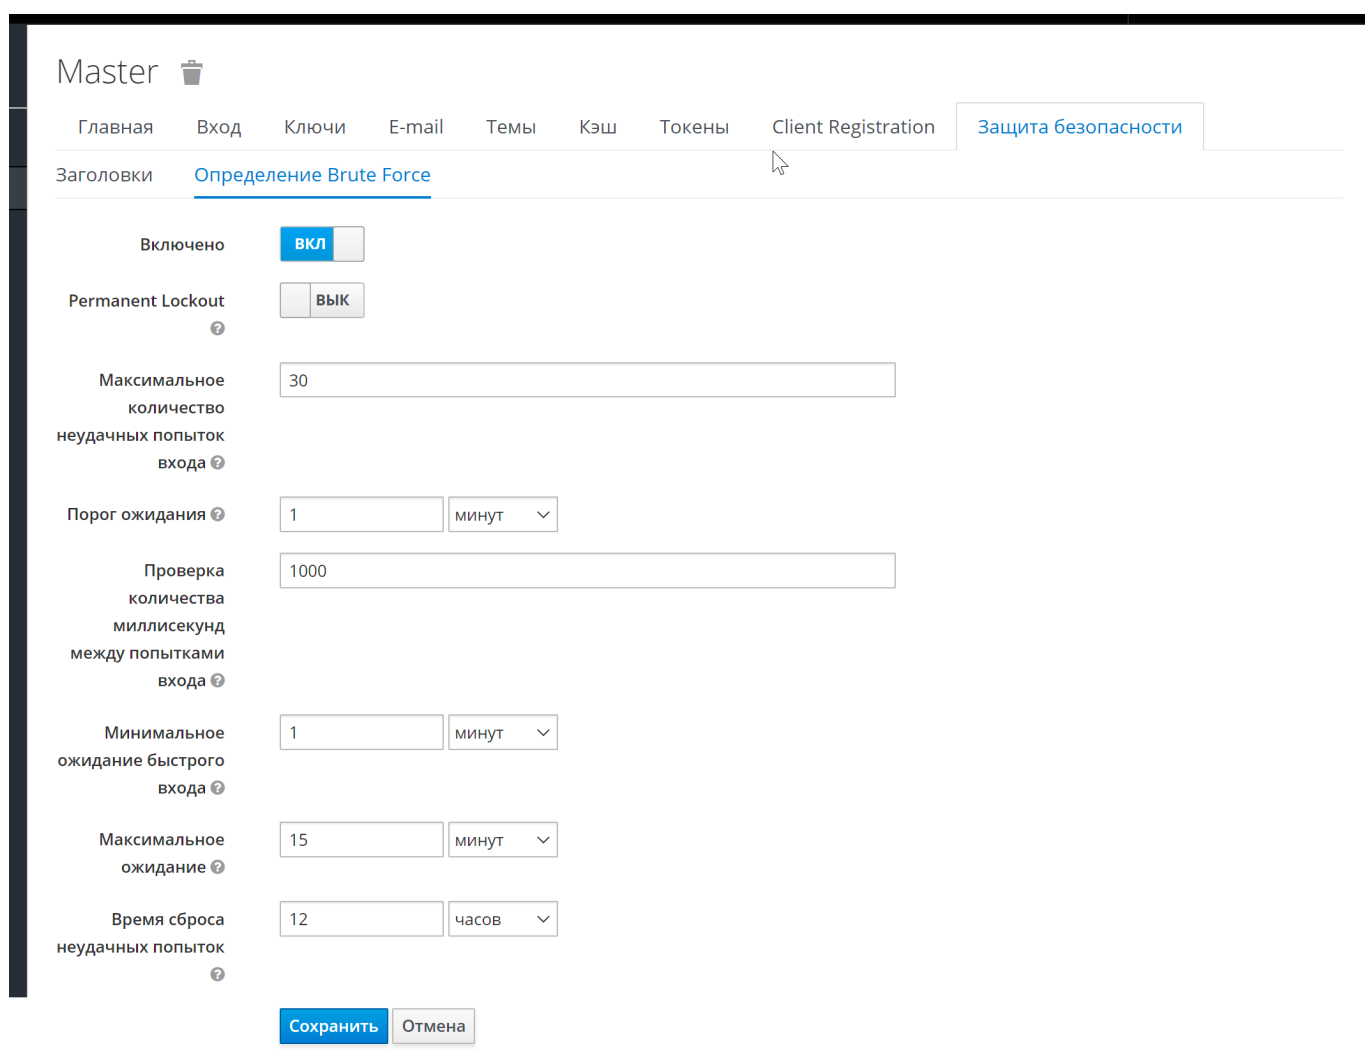 Master
Главная Вход Ключи E-mail Темы Кэш Токены Client Registration Защита безопасности
Заголовки Определение Brute Force
Включено ВКЛ
Permanent Lockout ВЫК
Максимальное 30
количество
неудачных попыток
входа
Порог ожидания 1 минут
Проверка 1000
количества
миллисекунд
между попытками
входа
Минимальное 1 минут
ожидание быстрого
входа
Максимальное 15 минут
ожидание
Время сброса 12 часов
неудачных попыток
Сохранить Отмена